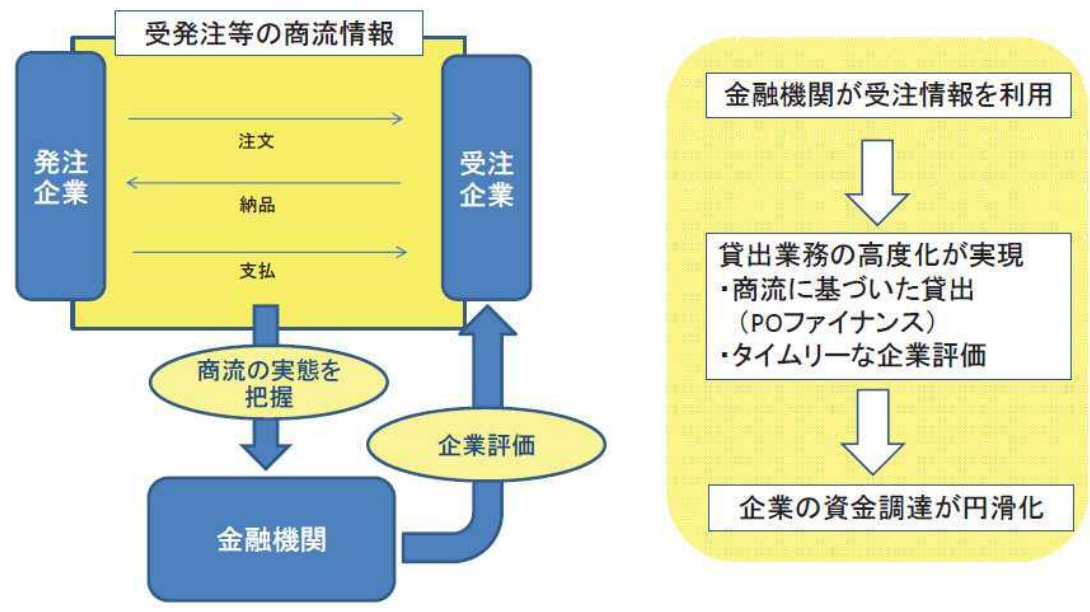 受発注等の商流情報
発注
企業
注文
納品
支払
受注
企業
商流の実態を
把握
企業評価
金融機関
金融機関が受注情報を利用
貸出業務の高度化が実現
・商流に基づいた貸出
（POファイナンス）
・タイムリーな企業評価
企業の資金調達が円滑化